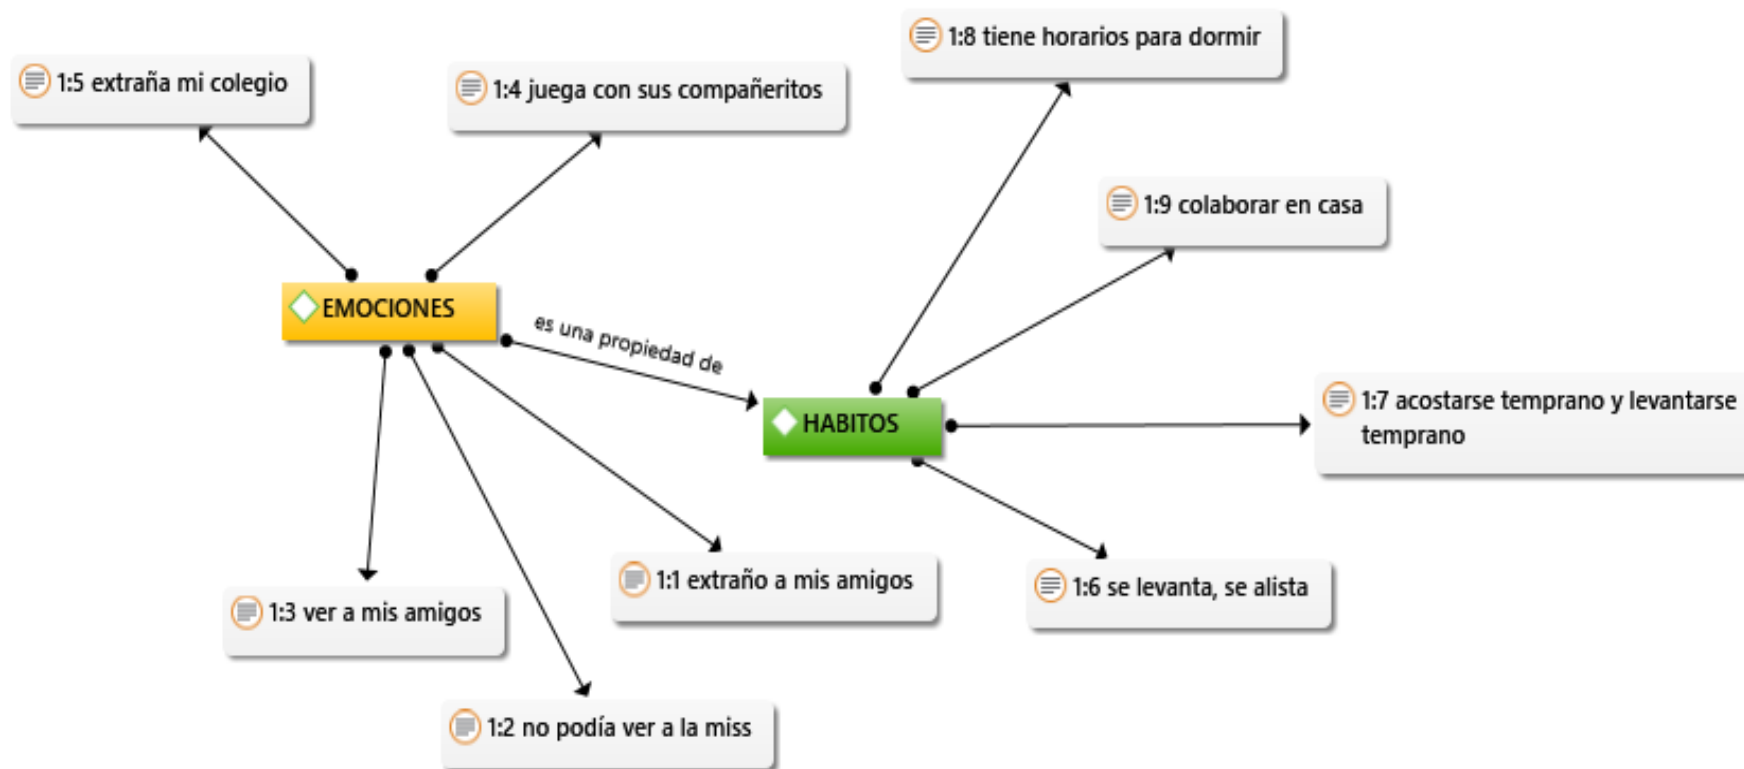 1:8 tiene horarios para dormir
1:5 extraña mi colegio
1:4 juega con sus compañeritos
1:9 colaborar en casa
EMOCIONES
es una propiedad de
HABITOS
1:7 acostarse temprano y levantarse
temprano
1:1 extraño a mis amigos
1:6 se levanta, se alista
1:3 ver a mis amigos
1:2 no podía ver a la miss